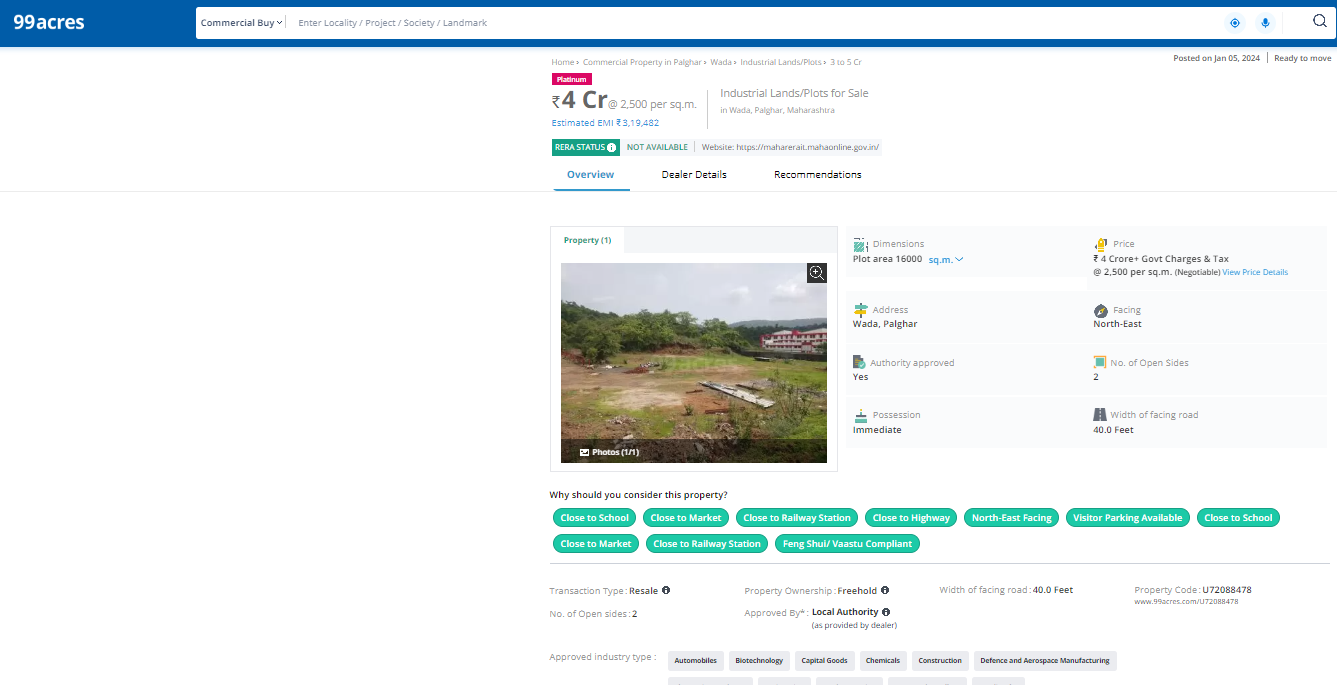 99acres
Commercial Buy
Enter Locality / Project / Society / Landmark
Posted on Jan 05, 2024 | Ready to move
Home › Commercial Property in Palghar › Wada › Industrial Lands/Plots › 3 to 5 Cr
Platinum
₹4 Cr @ 2,500 per sq.m.
Estimated EMI ₹ 3,19,482
Industrial Lands/Plots for Sale
in Wada, Palghar, Maharashtra
RERA STATUS NOT AVAILABLE | Website: https://maharerait.mahaonline.gov.in/
Overview Dealer Details Recommendations
Property (1)
Photos (1/1)
Dimensions
Plot area 16000 sq.m.
Price
₹ 4 Crore+ Govt Charges & Tax
@ 2,500 per sq.m. (Negotiable) View Price Details
Address
Wada, Palghar
Facing
North-East
Authority approved
Yes
No. of Open Sides
2
Possession
Immediate
Width of facing road
40.0 Feet
Why should you consider this property?
Close to School Close to Market Close to Railway Station Close to Highway North-East Facing Visitor Parking Available Close to School
Close to Market Close to Railway Station Feng Shui/ Vaastu Compliant
Transaction Type: Resale Property Ownership: Freehold Width of facing road: 40.0 Feet Property Code: U72088478
www.99acres.com/U72088478
No. of Open sides: 2 Approved By*: Local Authority
(as provided by dealer)
Approved industry type : Automobiles Biotechnology Capital Goods Chemicals Construction Defence and Aerospace Manufacturing